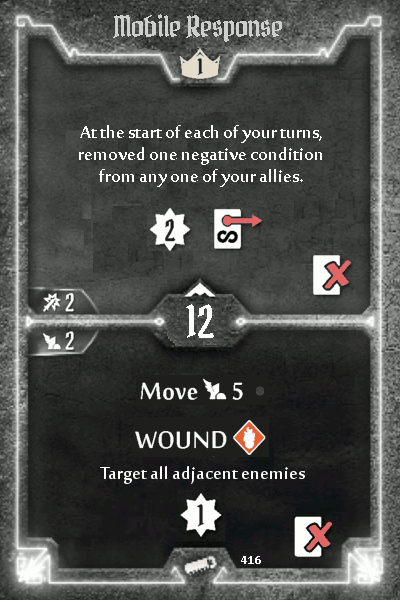 Mobile Response
1
At the start of each of your turns,
removed one negative condition
from any one of your allies.
2 S
2
12
2
Move 5
WOUND
Target all adjacent enemies
1
416